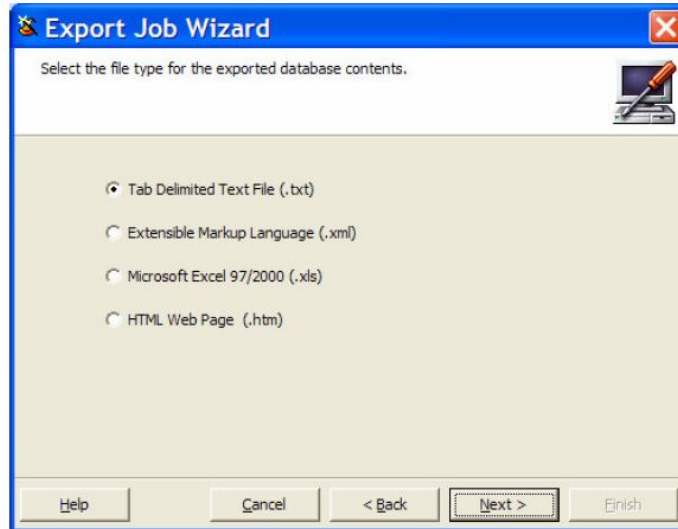 Export Job Wizard
Select the file type for the exported database contents.
Tab Delimited Text File (.txt)
Extensible Markup Language (.xml)
Microsoft Excel 97/2000 (.xls)
HTML Web Page (.htm)
Help Cancel < Back Next > Finish